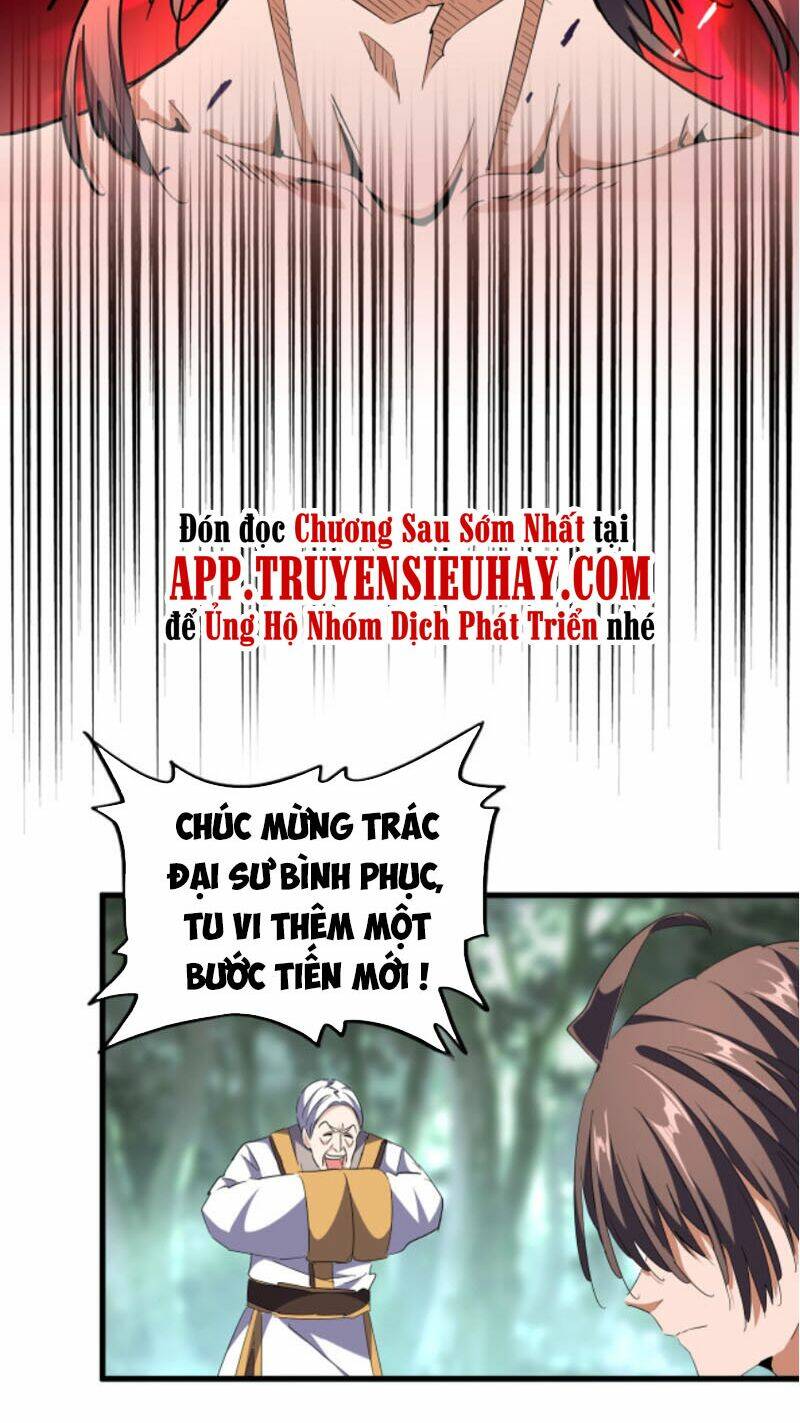 Đón đọc Chương Sau Sớm Nhất tại
APP.TRUYENSIEUHAY.COM
để Ủng Hộ Nhóm Dịch Phát Triển nhé
CHÚC MỪNG TRÁC
ĐẠI SƯ BÌNH PHỤC,
TU VI THÊM MỘT
BƯỚC TIẾN MỚI !